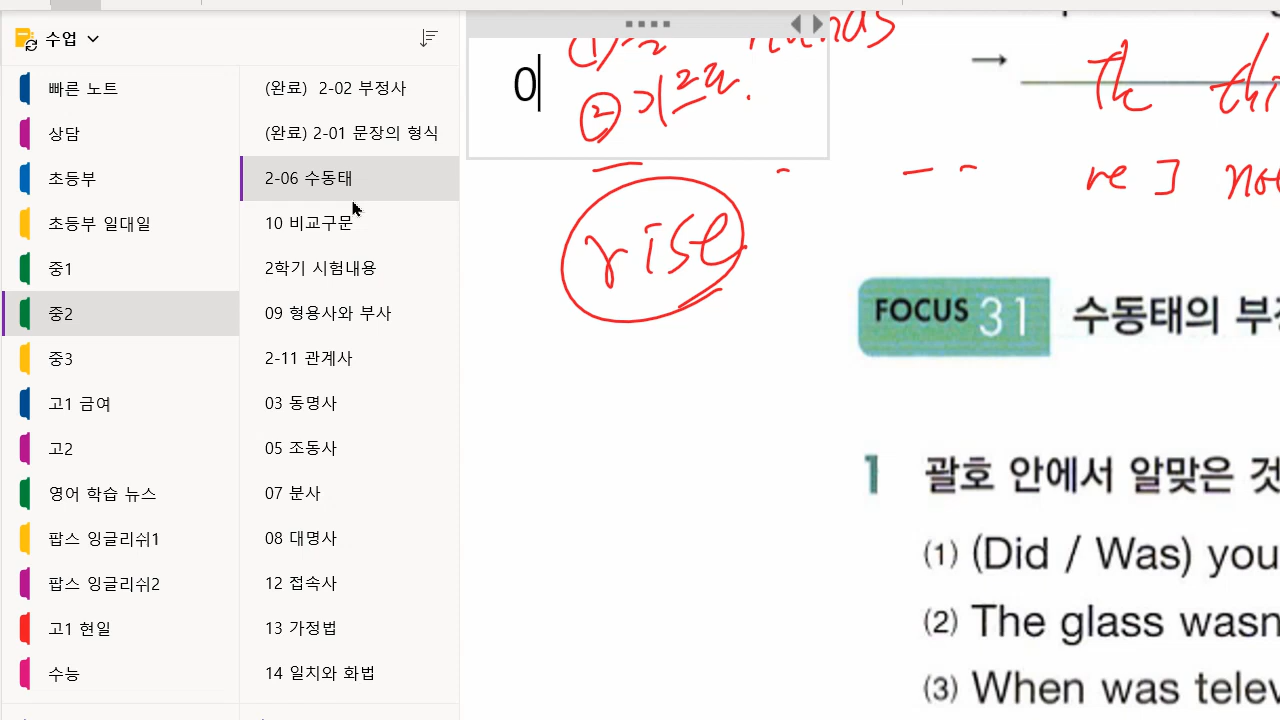 수업
빠른 노트
상담
초등부
초등부 일대일
중1
중2
중3
고1 금여
고2
영어 학습 뉴스
팝스 잉글리쉬1
팝스 잉글리쉬2
고1 현일
수능
(완료) 2-02 부정사
(완료) 2-01 문장의 형식
2-06 수동태
10 비교구문
2학기 시험내용
09 형용사와 부사
2-11 관계사
03 동명사
05 조동사
07 분사
08 대명사
12 접속사
13 가정법
14 일치와 화법
0
②
rise
→
th thi
re] no
FOCUS 31 수동태의 부정
1 괄호 안에서 알맞은 것
(1) (Did / Was) you
(2) The glass wasn
(3) When was telev